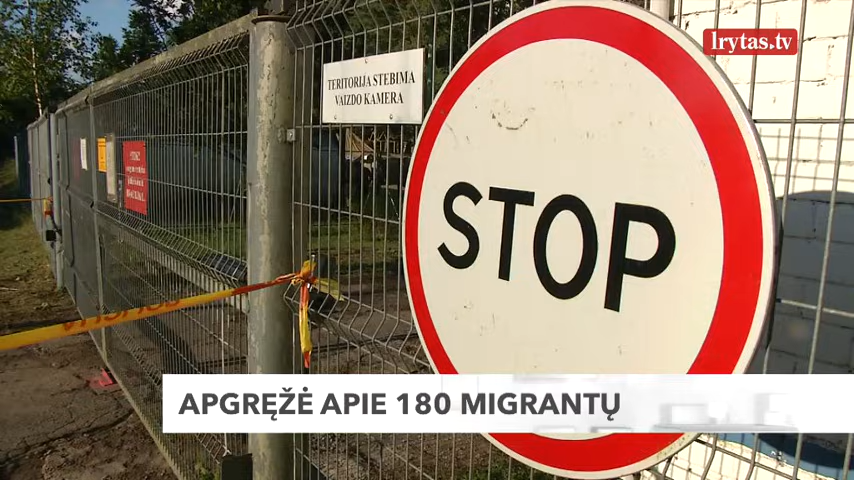 lrytas.tv
TERITORIJA STEBIMA
VAIZDO KAMERA
STOP
APGRĘŽĖ APIE 180 MIGRANTŲ